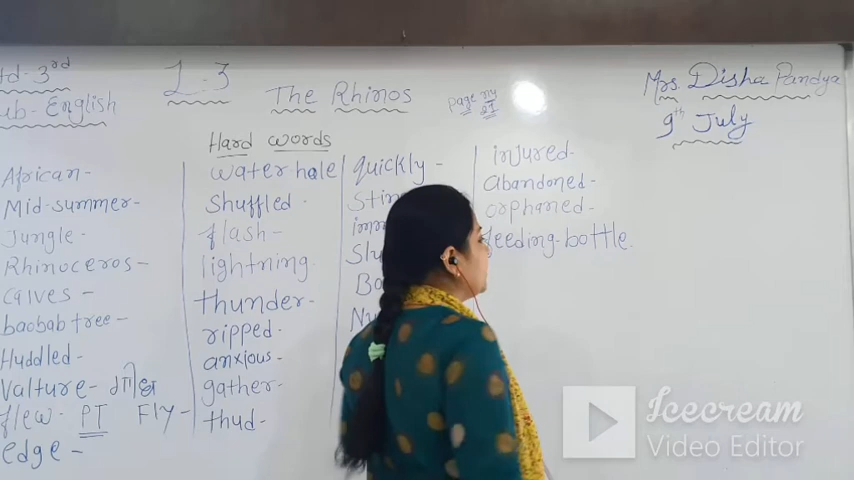 td - 3rd
ub - English
L - 3
The Rhinos
page no
Mrs. Disha Pandya
9th July
Hard words
African -
Mid-summer -
Jungle -
Rhinoceros -
calves -
baobab tree -
Huddled -
Valture -
flew - PT Fly -
edge -
water hole
Shuffled -
flash -
lightning
thunder -
ripped -
anxious -
gather -
thud -
quickly -
injured -
Abandoned -
orphaned -
feeding-bottle.
Icecream
Video Editor